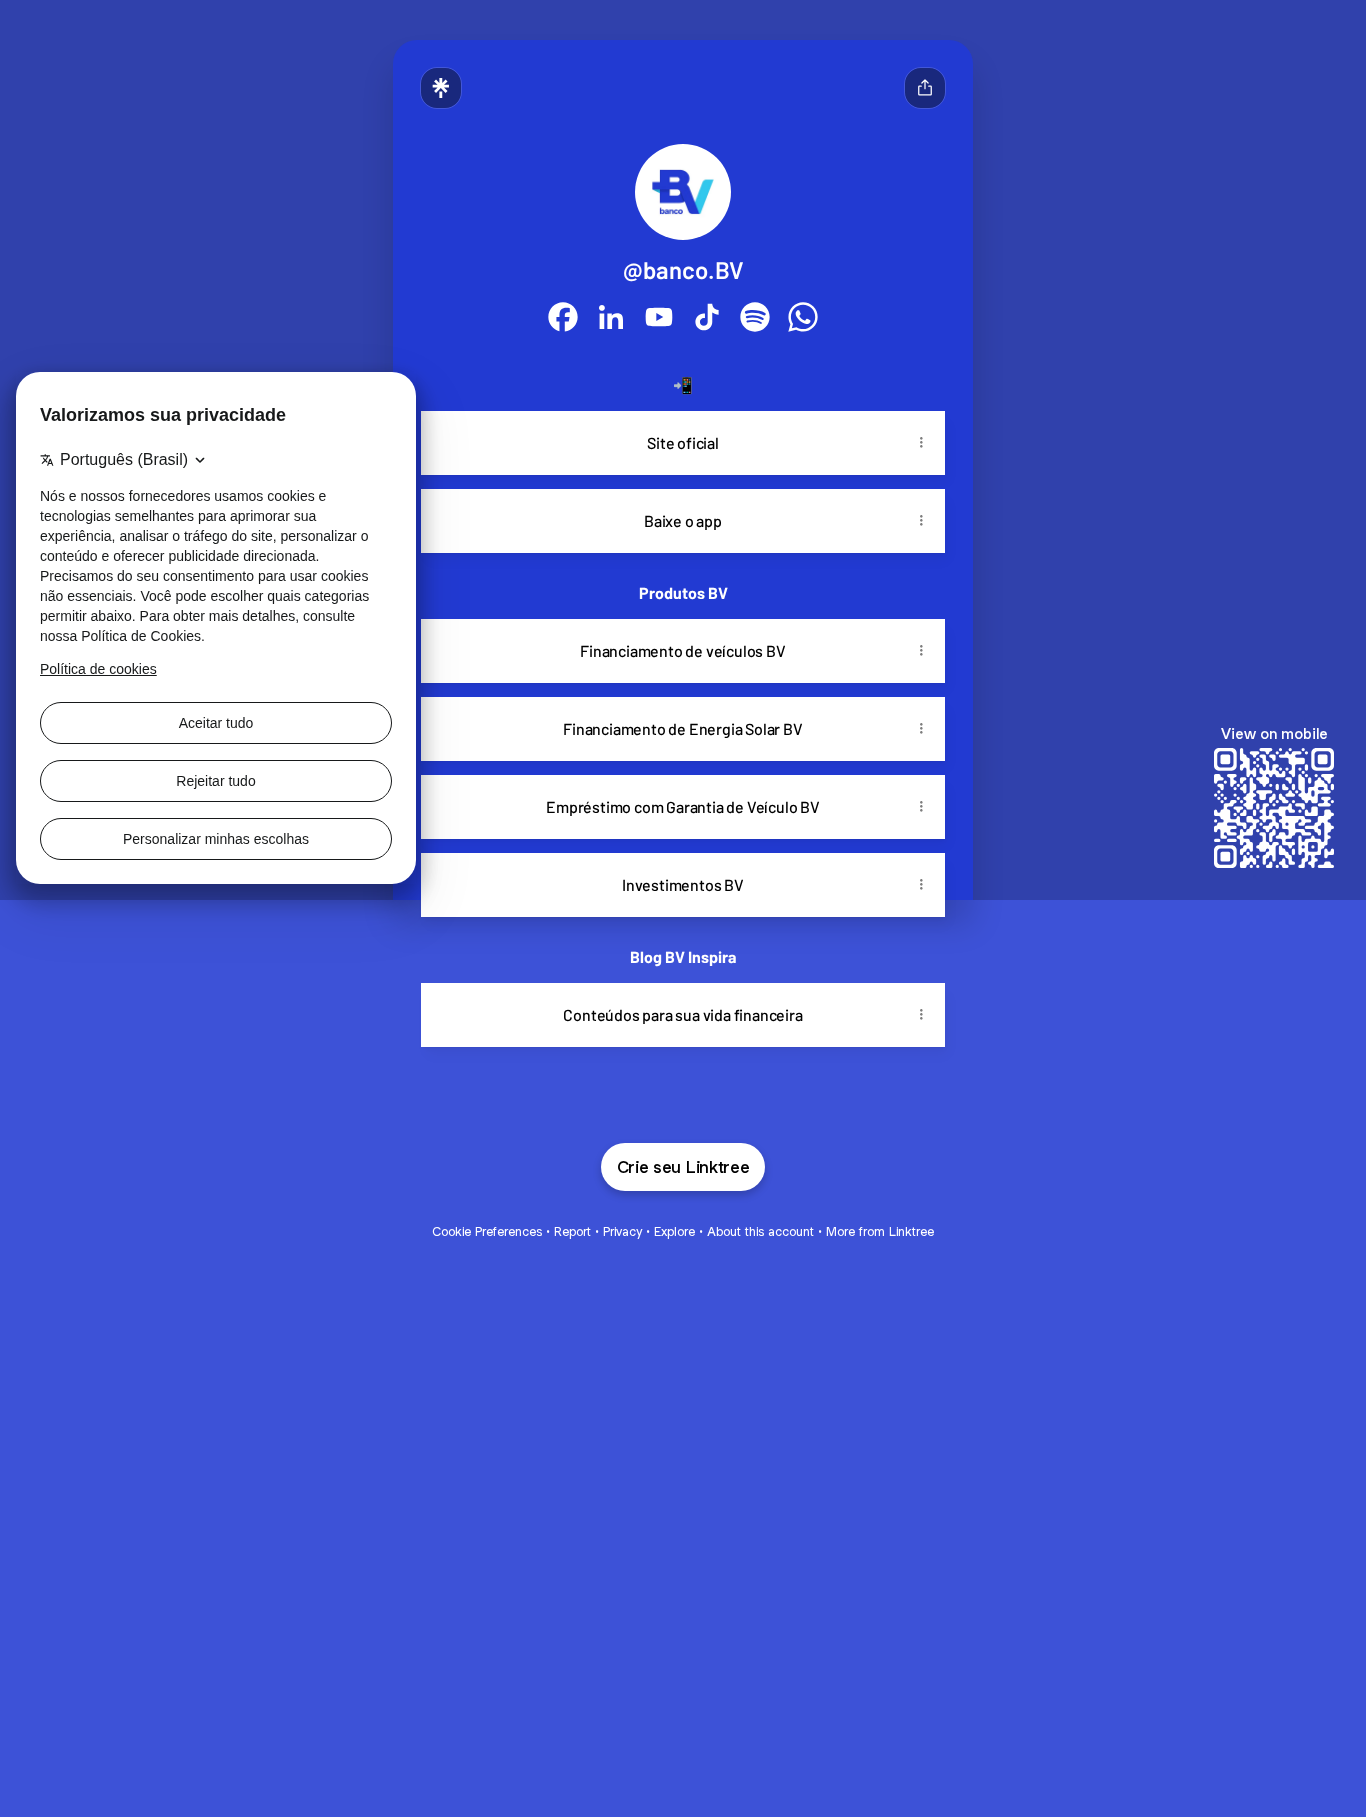 BV
banco
@banco.BV
Site oficial
Baixe o app
Produtos BV
Financiamento de veículos BV
Financiamento de Energia Solar BV
Empréstimo com Garantia de Veículo BV
Investimentos BV
Blog BV Inspira
Conteúdos para sua vida financeira
Crie seu Linktree
Cookie Preferences • Report • Privacy • Explore • About this account • More from Linktree
Valorizamos sua privacidade
Português (Brasil)
Nós e nossos fornecedores usamos cookies e
tecnologias semelhantes para aprimorar sua
experiência, analisar o tráfego do site, personalizar o
conteúdo e oferecer publicidade direcionada.
Precisamos do seu consentimento para usar cookies
não essenciais. Você pode escolher quais categorias
permitir abaixo. Para obter mais detalhes, consulte
nossa Política de Cookies.
Política de cookies
Aceitar tudo
Rejeitar tudo
Personalizar minhas escolhas
View on mobile